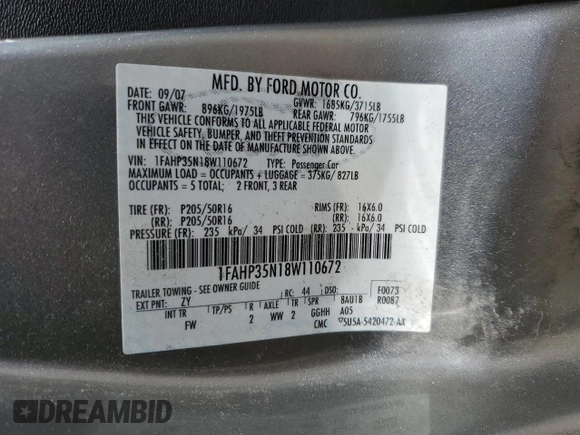 MFD. BY FORD MOTOR CO.
DATE: 09/07 GVWR: 1685KG/3715LB
FRONT GAWR: 896KG/1975LB REAR GAWR: 796KG/1755LB
THIS VEHICLE CONFORMS TO ALL APPLICABLE FEDERAL MOTOR
VEHICLE SAFETY, BUMPER, AND THEFT PREVENTION STANDARDS
IN EFFECT ON THE DATE OF MANUFACTURE SHOWN ABOVE.
VIN: 1FAHP35N18W110672 TYPE: Passenger Car
MAXIMUM LOAD = OCCUPANTS + LUGGAGE = 375KG/ 827LB
OCCUPANTS = 5 TOTAL; 2 FRONT, 3 REAR
TIRE (FR): P205/50R16 RIMS (FR): 16X6.0
(RR): P205/50R16 (RR): 16X6.0
PRESSURE (FR): 235 kPa/ 34 PSI COLD (RR): 235 kPa/ 34 PSI COLD
1FAHP35N18W110672
TRAILER TOWING - SEE OWNER GUIDE RC: 44 DSO: F0073
EXT PNT: ZY BAU1B R0087
INT TR TP/PS R AXLE TR SPR GGHH A05
FW 2 WW 2 CMC ▽5U5A-5420472-AA
DREAMBID